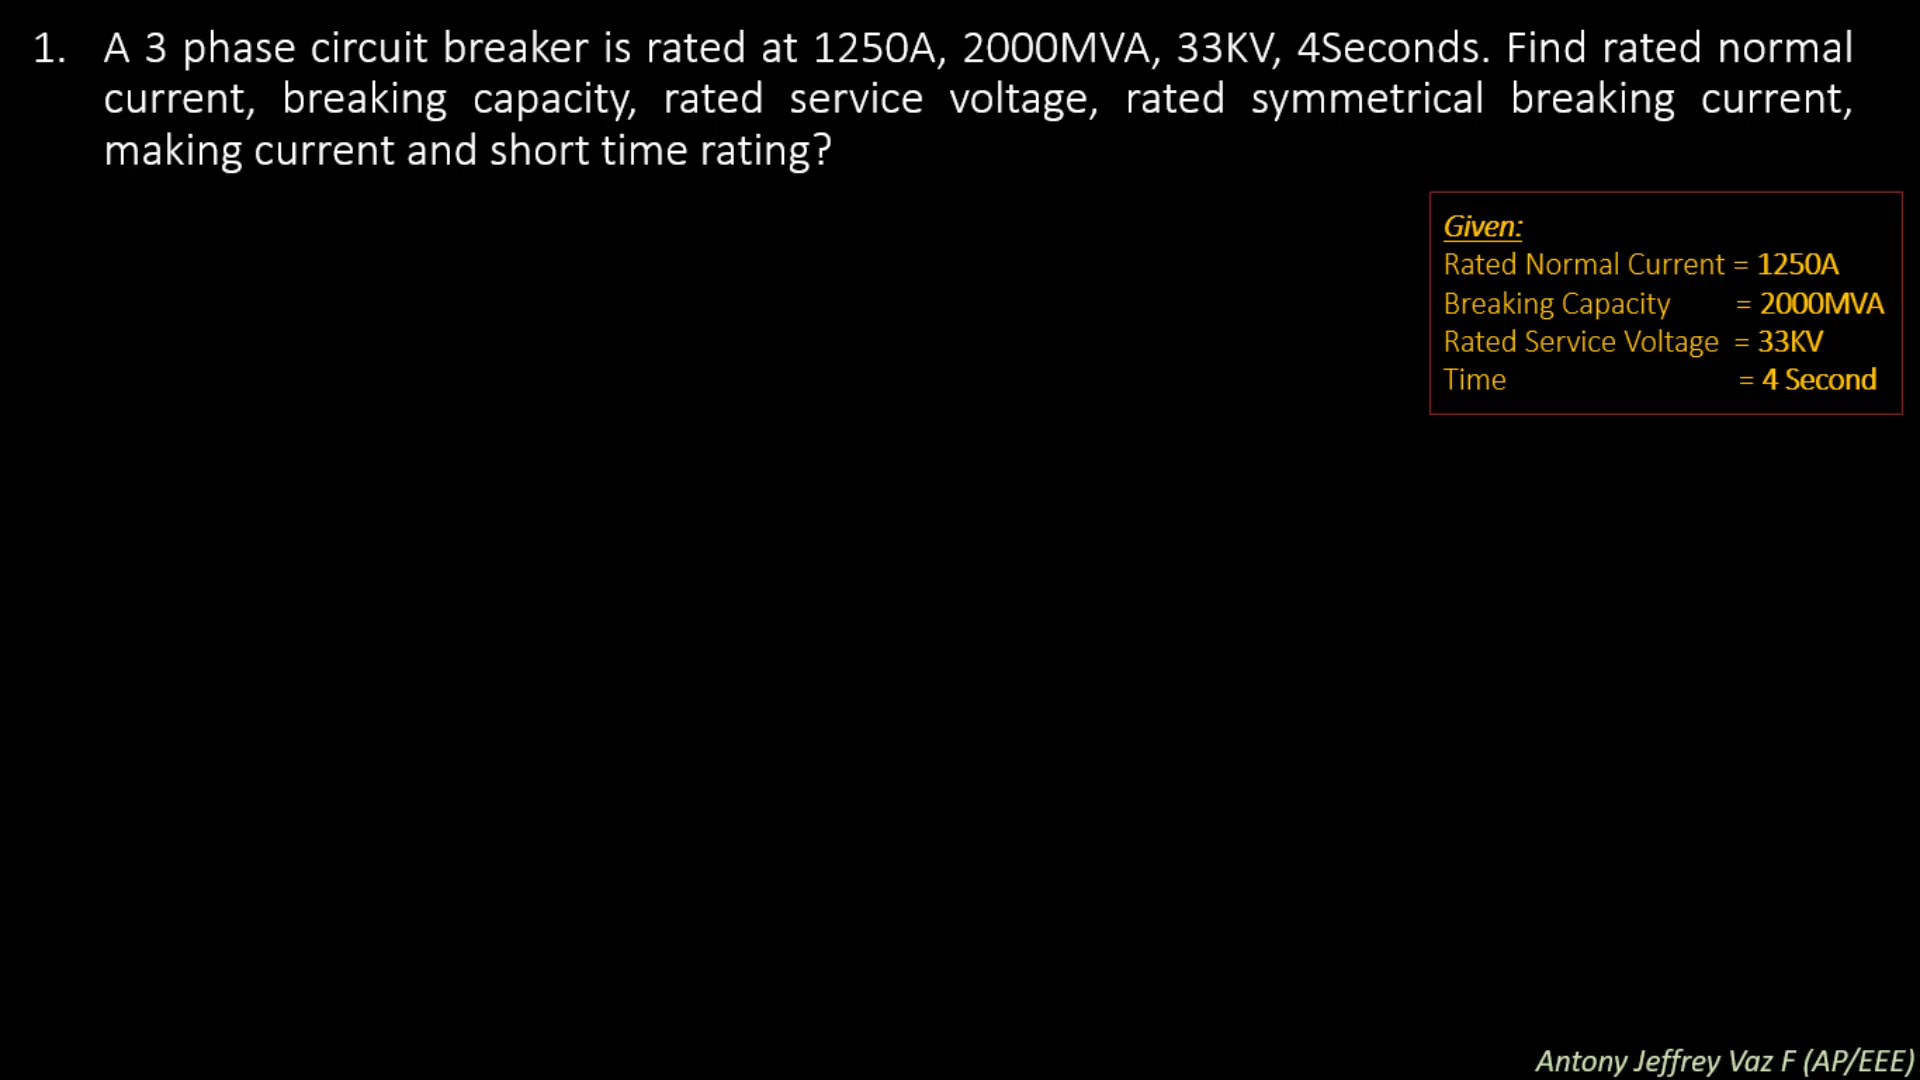 1. A 3 phase circuit breaker is rated at 1250A, 2000MVA, 33KV, 4Seconds. Find rated normal
current, breaking capacity, rated service voltage, rated symmetrical breaking current,
making current and short time rating?
Given:
Rated Normal Current = 1250A
Breaking Capacity = 2000MVA
Rated Service Voltage = 33KV
Time = 4 Second
Antony Jeffrey Vaz F (AP/EEE)